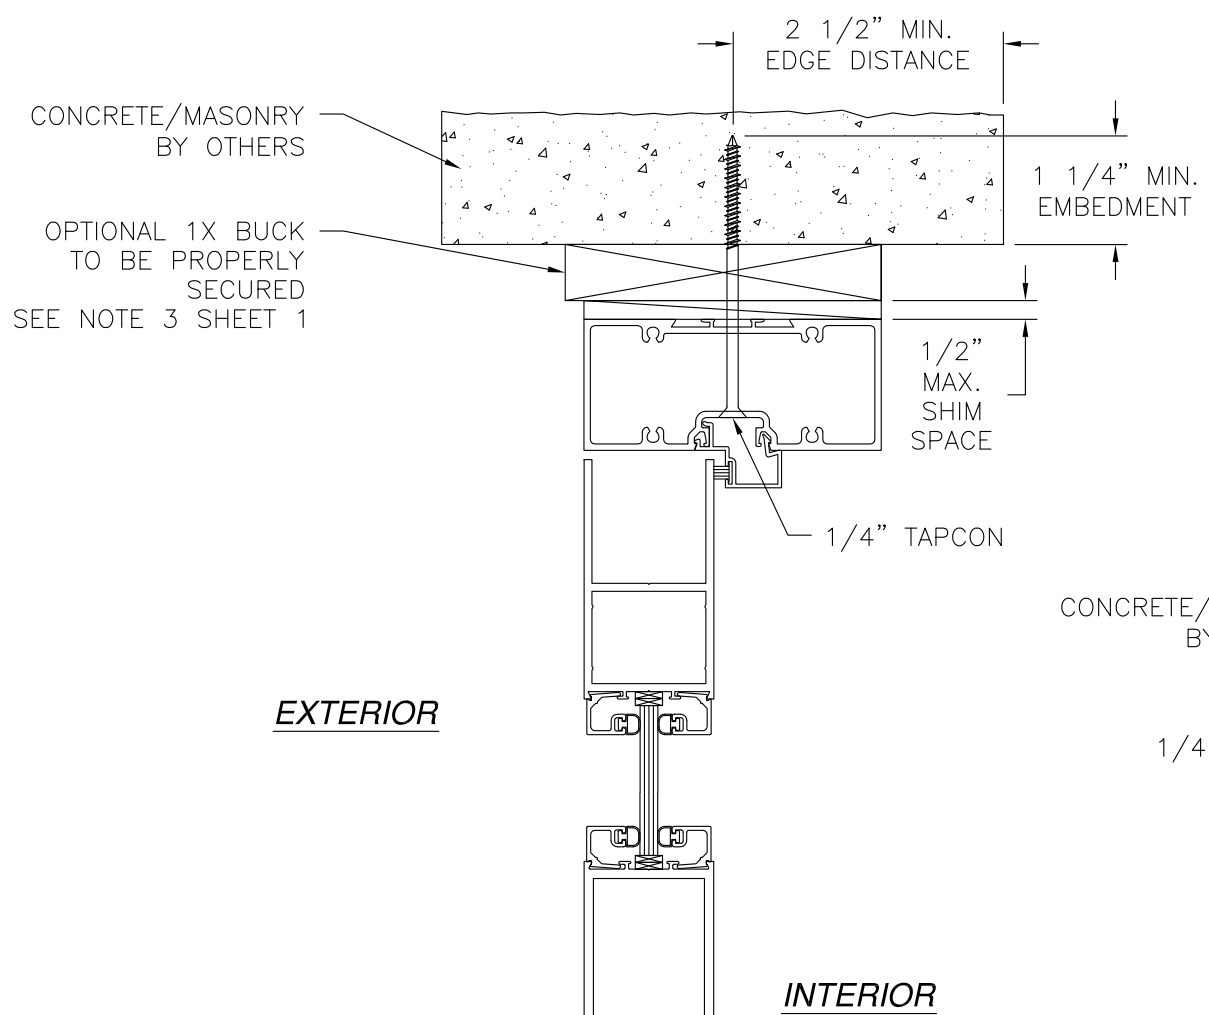 2 1/2” MIN.
EDGE DISTANCE
CONCRETE/MASONRY
BY OTHERS
1 1/4” MIN.
EMBEDMENT
OPTIONAL 1X BUCK
TO BE PROPERLY
SECURED
SEE NOTE 3 SHEET 1
1/2”
MAX.
SHIM
SPACE
1/4” TAPCON
CONCRETE/
BY
EXTERIOR
1/4
INTERIOR